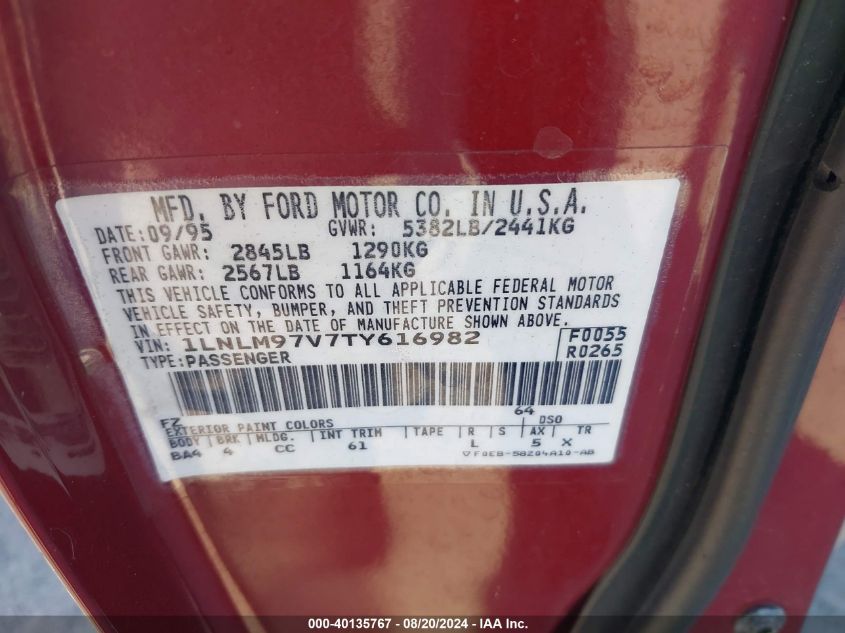 MFD. BY FORD MOTOR CO. IN U.S.A.
DATE: 09/95 GVWR: 5382LB/2441KG
FRONT GAWR: 2845LB 1290KG
REAR GAWR: 2567LB 1164KG
THIS VEHICLE CONFORMS TO ALL APPLICABLE FEDERAL MOTOR
VEHICLE SAFETY, BUMPER, AND THEFT PREVENTION STANDARDS
IN EFFECT ON THE DATE OF MANUFACTURE SHOWN ABOVE.
VIN: 1LNLM97V7TY616982 F0055
TYPE: PASSENGER R0265
FZ 64
EXTERIOR PAINT COLORS DSO
BODY BRK MLDG. INT TRIM TAPE R S AX TR
BA4 4 CC 61 L 5 X
F0EB-58204A10-AB
000-40135767 - 08/20/2024 - IAAI, Inc.